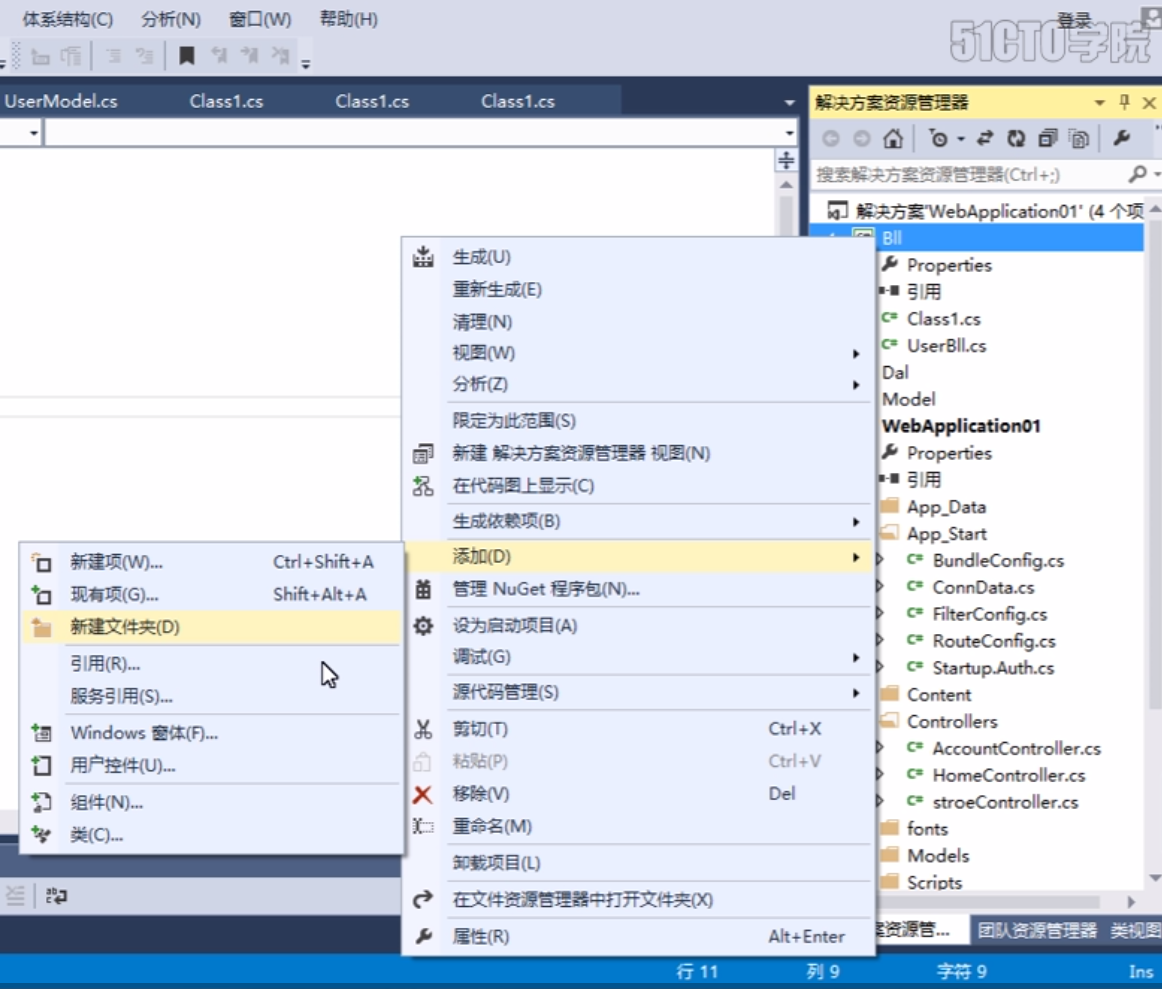 体系结构(C) 分析(N) 窗口(W) 帮助(H)
登录
51CTO学院
UserModel.cs Class1.cs Class1.cs Class1.cs
解决方案资源管理器
搜索解决方案资源管理器(Ctrl+;)
解决方案'WebApplication01' (4 个项
Bll
Properties
引用
Class1.cs
UserBll.cs
Dal
Model
WebApplication01
Properties
引用
App_Data
App_Start
BundleConfig.cs
ConnData.cs
FilterConfig.cs
RouteConfig.cs
Startup.Auth.cs
Content
Controllers
AccountController.cs
HomeController.cs
stroeController.cs
fonts
Models
Scripts
生成(U)
重新生成(E)
清理(N)
视图(W)
分析(Z)
限定为此范围(S)
新建 解决方案资源管理器 视图(N)
在代码图上显示(C)
生成依赖项(B)
添加(D)
管理 NuGet 程序包(N)...
设为启动项目(A)
调试(G)
源代码管理(S)
剪切(T) Ctrl+X
粘贴(P) Ctrl+V
移除(V) Del
重命名(M)
卸载项目(L)
在文件资源管理器中打开文件夹(X)
属性(R) Alt+Enter
新建项(W)... Ctrl+Shift+A
现有项(G)... Shift+Alt+A
新建文件夹(D)
引用(R)...
服务引用(S)...
Windows 窗体(F)...
用户控件(U)...
组件(N)...
类(C)...
案资源管... 团队资源管理器 类视图
行 11 列 9 字符 9 Ins